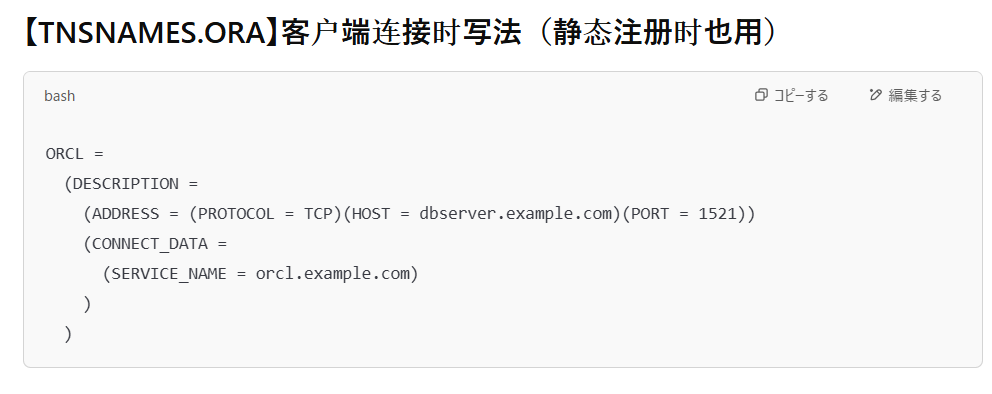 【TNSNAMES.ORA】客户端连接时写法（静态注册时也用）
bash
コピーする
編集する
ORCL =
  (DESCRIPTION =
    (ADDRESS = (PROTOCOL = TCP)(HOST = dbserver.example.com)(PORT = 1521))
    (CONNECT_DATA =
      (SERVICE_NAME = orcl.example.com)
    )
  )